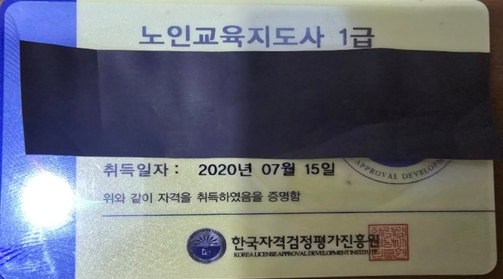 노인교육지도사 1급
취득일자 : 2020년 07월 15일
APPROVAL DEVELOP
위와 같이 자격을 취득하였음을 증명함
한국자격검정평가진흥원
KOREA LICENSE APPROVAL DEVELOPMENT INSTITUTE